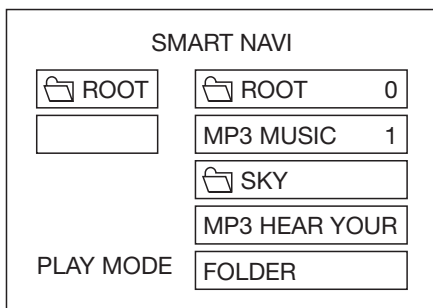 SMART NAVI
ROOT ROOT 0
MP3 MUSIC 1
SKY
MP3 HEAR YOUR
PLAY MODE FOLDER